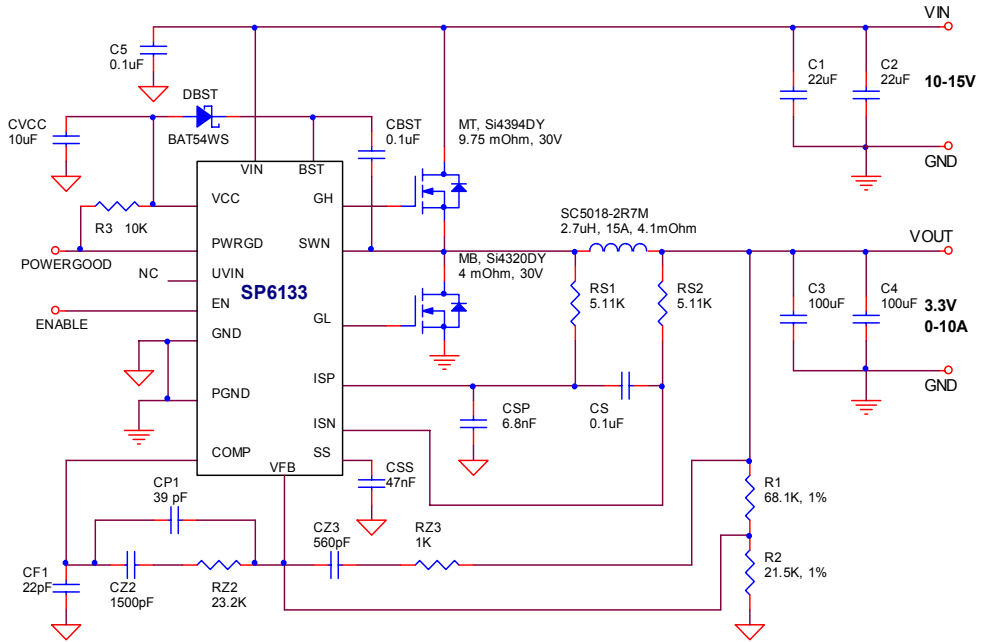 VIN
C5
0.1uF
C1
22uF
C2
22uF
10-15V
DBST
BAT54WS
CVCC
10uF
CBST
0.1uF
MT, Si4394DY
9.75 mOhm, 30V
GND
VIN
BST
VCC
GH
R3 10K
SC5018-2R7M
2.7uH, 15A, 4.1mOhm
PWRGD
SWN
VOUT
POWERGOOD
NC
UVIN
MB, Si4320DY
4 mOhm, 30V
SP6133
RS1
5.11K
RS2
5.11K
C3
100uF
C4
100uF
3.3V
0-10A
EN
ENABLE
GL
GND
ISP
GND
PGND
CSP
6.8nF
CS
0.1uF
ISN
COMP
VFB
SS
CSS
47nF
CP1
39 pF
R1
68.1K, 1%
CZ3
560pF
RZ3
1K
CF1
22pF
CZ2
1500pF
RZ2
23.2K
R2
21.5K, 1%